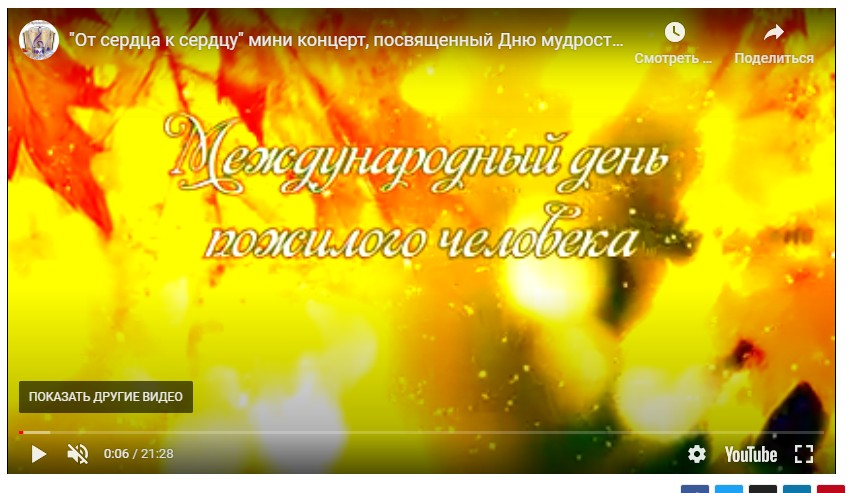 "От сердца к сердцу" мини концерт, посвященный Дню мудрост...
Смотреть ...
Поделиться
Международный день
пожилого человека
ПОКАЗАТЬ ДРУГИЕ ВИДЕО
0:06 / 21:28
YouTube